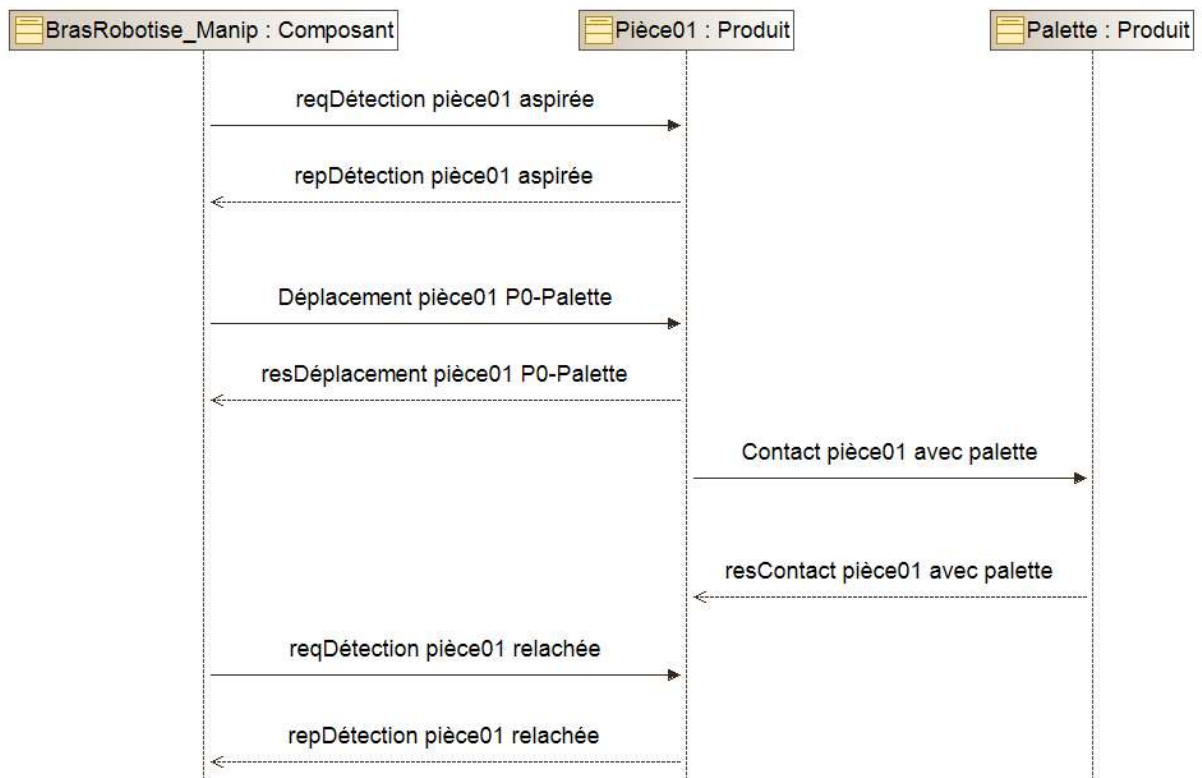 BrasRobotise_Manip : Composant
Pièce01 : Produit
Palette : Produit
reqDétection pièce01 aspirée
repDétection pièce01 aspirée
Déplacement pièce01 P0-Palette
resDéplacement pièce01 P0-Palette
Contact pièce01 avec palette
resContact pièce01 avec palette
reqDétection pièce01 relachée
repDétection pièce01 relachée